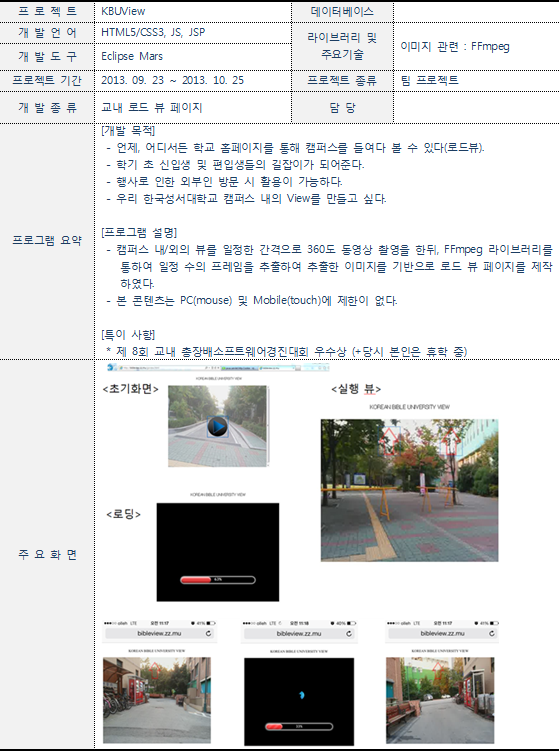 프 로 젝 트 KBUView 데이터베이스
개 발 언 어 HTML5/CSS3, JS, JSP 라이브러리 및 주요기술 이미지 관련 : FFmpeg
개 발 도 구 Eclipse Mars
프로젝트 기간 2013. 09. 23 ~ 2013. 10. 25 프로젝트 종류 팀 프로젝트
개 발 종 류 교내 로드 뷰 페이지 담 당
프로그램 요약
[개발 목적]
- 언제, 어디서든 학교 홈페이지를 통해 캠퍼스를 들여다 볼 수 있다(로드뷰).
- 학기 초 신입생 및 편입생들의 길잡이가 되어준다.
- 행사로 인한 외부인 방문 시 활용이 가능하다.
- 우리 한국성서대학교 캠퍼스 내의 View를 만들고 싶다.
[프로그램 설명]
- 캠퍼스 내/외의 뷰를 일정한 간격으로 360도 동영상 촬영을 한뒤, FFmpeg 라이브러리를
통하여 일정 수의 프레임을 추출하여 추출한 이미지를 기반으로 로드 뷰 페이지를 제작
하였다.
- 본 콘텐츠는 PC(mouse) 및 Mobile(touch)에 제한이 없다.
[특이 사항]
* 제 8회 교내 총장배소프트웨어경진대회 우수상 (+당시 본인은 휴학 중)
주 요 화 면
<초기화면>
KOREAN BIBLE UNIVERSITY VIEW
<실행 뷰>
KOREAN BIBLE UNIVERSITY VIEW
KOREAN BIBLE UNIVERSITY VIEW
<로딩>
olleh LTE 오전 11:17 41%
bibleview.zz.mu
KOREAN BIBLE UNIVERSITY VIEW
olleh LTE 오전 11:18 40%
bibleview.zz.mu
KOREAN BIBLE UNIVERSITY VIEW
olleh LTE 오전 11:17 41%
bibleview.zz.mu
KOREAN BIBLE UNIVERSITY VIEW